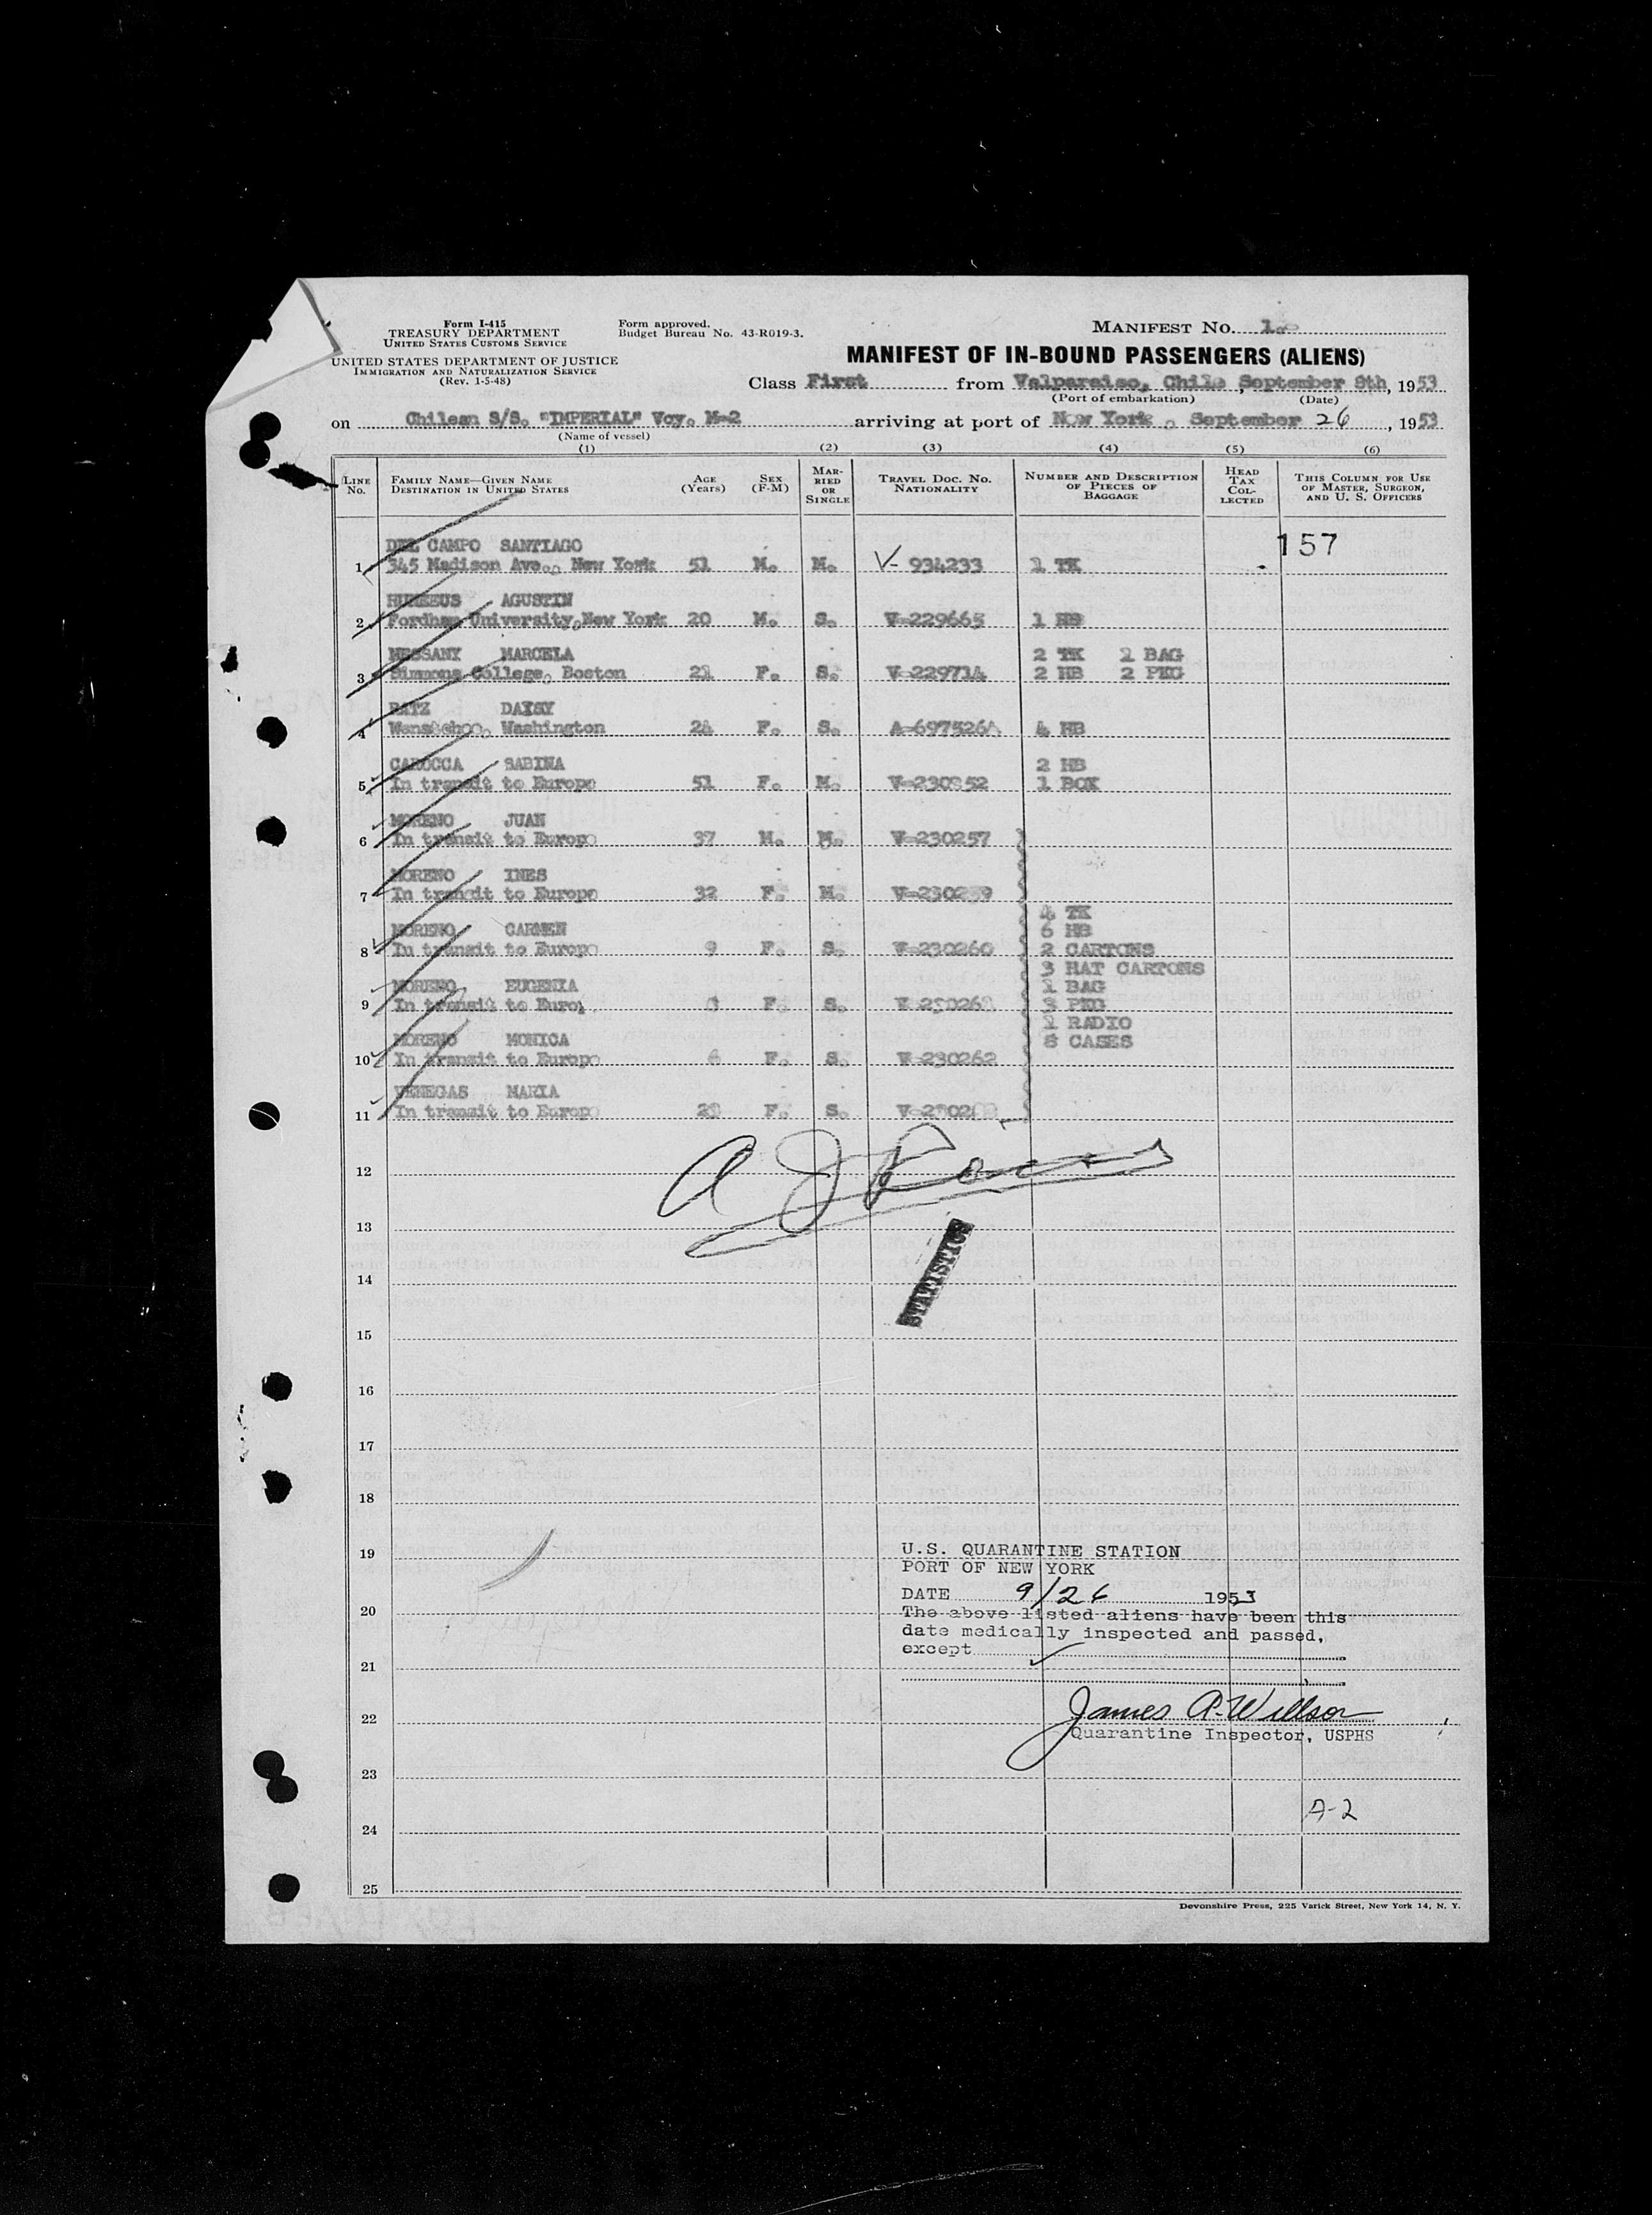 Form I-415
TREASURY DEPARTMENT
UNITED STATES CUSTOMS SERVICE
UNITED STATES DEPARTMENT OF JUSTICE
IMMIGRATION AND NATURALIZATION SERVICE
(Rev. 1-5-48)
Form approved.
Budget Bureau No. 43-R019-3.
MANIFEST No. 1.
MANIFEST OF IN-BOUND PASSENGERS (ALIENS)
Class First from Valparaiso, Chile, September 9th, 1953
(Port of embarkation) (Date)
on Chilean S/S. "IMPERIAL" Voy. N-2 arriving at port of New York, September 26, 1953
(Name of vessel)
(1) (2) (3) (4) (5) (6)
LINE No. FAMILY NAME—GIVEN NAME DESTINATION IN UNITED STATES AGE (Years) SEX (F-M) MARRIED OR SINGLE TRAVEL DOC. NO. NATIONALITY NUMBER AND DESCRIPTION OF PIECES OF BAGGAGE HEAD TAX COLLECTED THIS COLUMN FOR USE OF MASTER, SURGEON, AND U. S. OFFICERS
157
DEL CAMPO SANTIAGO
1 345 Madison Ave., New York 51 M. M. V- 934233 1 TK
HUNEEUS AGUSTIN
2 Fordham University, New York 20 M. S. V-229665 1 HB
MESSANY MARCELA 2 TK 1 BAG
3 Simmons College, Boston 21 F. S. V-229714 2 HB 2 PKG
RATZ DAISY
4 Washington 24 F. S. 4 HB
CAROCCA SABINA 2 HB
5 In transit to Europe 51 F. M. V-230252 1 BOX
MORENO JUAN
6 In transit to Europe 37 M. M. V-230257
MORENO INES
7 In transit to Europe 32 F. M.
4 TK
MORENO CARMEN 6 HB
8 In transit to Europe 9 F. S. V-230260 2 CARTONS
3 HAT CARTONS
MORENO EUGENIA 1 BAG
9 In transit to F. S. 3 PKG
1 RADIO
MORENO MONICA 8 CASES
10 In transit to Europe F. S. V-230262
VENEGAS MARIA
11 In transit to Europe F. S.
12
13
STATISTICS
14
15
16
17
18
19
U.S. QUARANTINE STATION
PORT OF NEW YORK
DATE 9/26 1953
20
The above listed aliens have been this
date medically inspected and passed,
except
21
James A. Willson
22
Quarantine Inspector, USPHS
23
A-2
24
25
Devonshire Press, 225 Varick Street, New York 14, N. Y.